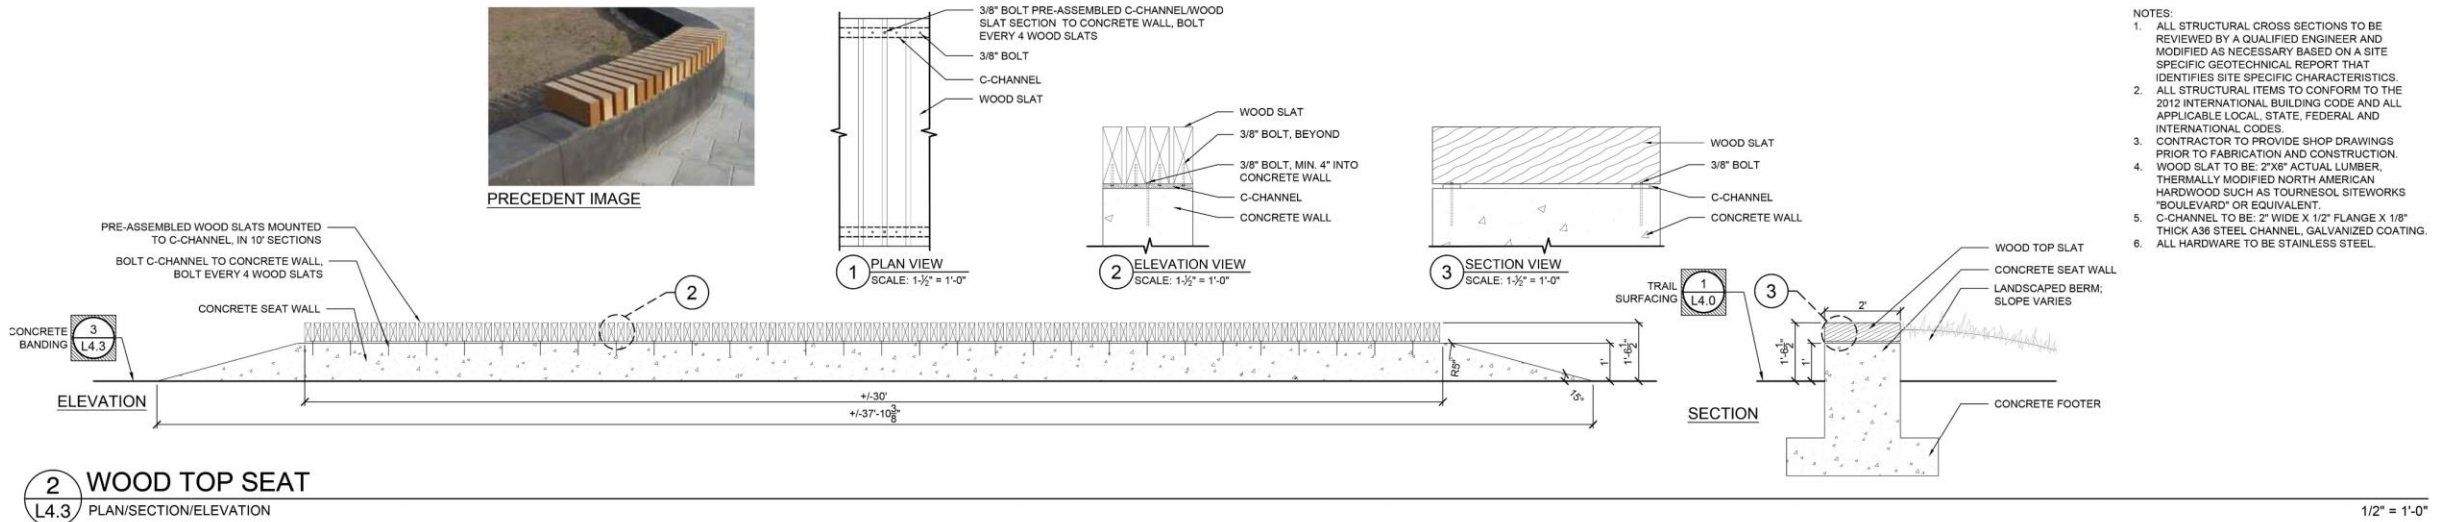 3/8" BOLT PRE-ASSEMBLED C-CHANNEL/WOOD
SLAT SECTION TO CONCRETE WALL, BOLT
EVERY 4 WOOD SLATS
3/8" BOLT
C-CHANNEL
WOOD SLAT
1
PLAN VIEW
SCALE: 1-½" = 1'-0"
PRECEDENT IMAGE
WOOD SLAT
3/8" BOLT, BEYOND
3/8" BOLT, MIN. 4" INTO
CONCRETE WALL
C-CHANNEL
CONCRETE WALL
2
ELEVATION VIEW
SCALE: 1-½" = 1'-0"
WOOD SLAT
3/8" BOLT
C-CHANNEL
CONCRETE WALL
3
SECTION VIEW
SCALE: 1-½" = 1'-0"
NOTES:
1. ALL STRUCTURAL CROSS SECTIONS TO BE
REVIEWED BY A QUALIFIED ENGINEER AND
MODIFIED AS NECESSARY BASED ON A SITE
SPECIFIC GEOTECHNICAL REPORT THAT
IDENTIFIES SITE SPECIFIC CHARACTERISTICS.
2. ALL STRUCTURAL ITEMS TO CONFORM TO THE
2012 INTERNATIONAL BUILDING CODE AND ALL
APPLICABLE LOCAL, STATE, FEDERAL AND
INTERNATIONAL CODES.
3. CONTRACTOR TO PROVIDE SHOP DRAWINGS
PRIOR TO FABRICATION AND CONSTRUCTION.
4. WOOD SLAT TO BE: 2"X6" ACTUAL LUMBER,
THERMALLY MODIFIED NORTH AMERICAN
HARDWOOD SUCH AS TOURNESOL SITEWORKS
"BOULEVARD" OR EQUIVALENT.
5. C-CHANNEL TO BE: 2" WIDE X 1/2" FLANGE X 1/8"
THICK A36 STEEL CHANNEL, GALVANIZED COATING.
6. ALL HARDWARE TO BE STAINLESS STEEL.
PRE-ASSEMBLED WOOD SLATS MOUNTED
TO C-CHANNEL, IN 10' SECTIONS
BOLT C-CHANNEL TO CONCRETE WALL,
BOLT EVERY 4 WOOD SLATS
CONCRETE SEAT WALL
CONCRETE
BANDING
3
L4.3
2
R5"
1'
1'-6½"
15°
+/-30'
+/-37'-10⅜"
ELEVATION
TRAIL
SURFACING
1
L4.0
3
2'
WOOD TOP SLAT
CONCRETE SEAT WALL
LANDSCAPED BERM;
SLOPE VARIES
1'-6½"
1'
CONCRETE FOOTER
SECTION
2
L4.3
WOOD TOP SEAT
PLAN/SECTION/ELEVATION
1/2" = 1'-0"